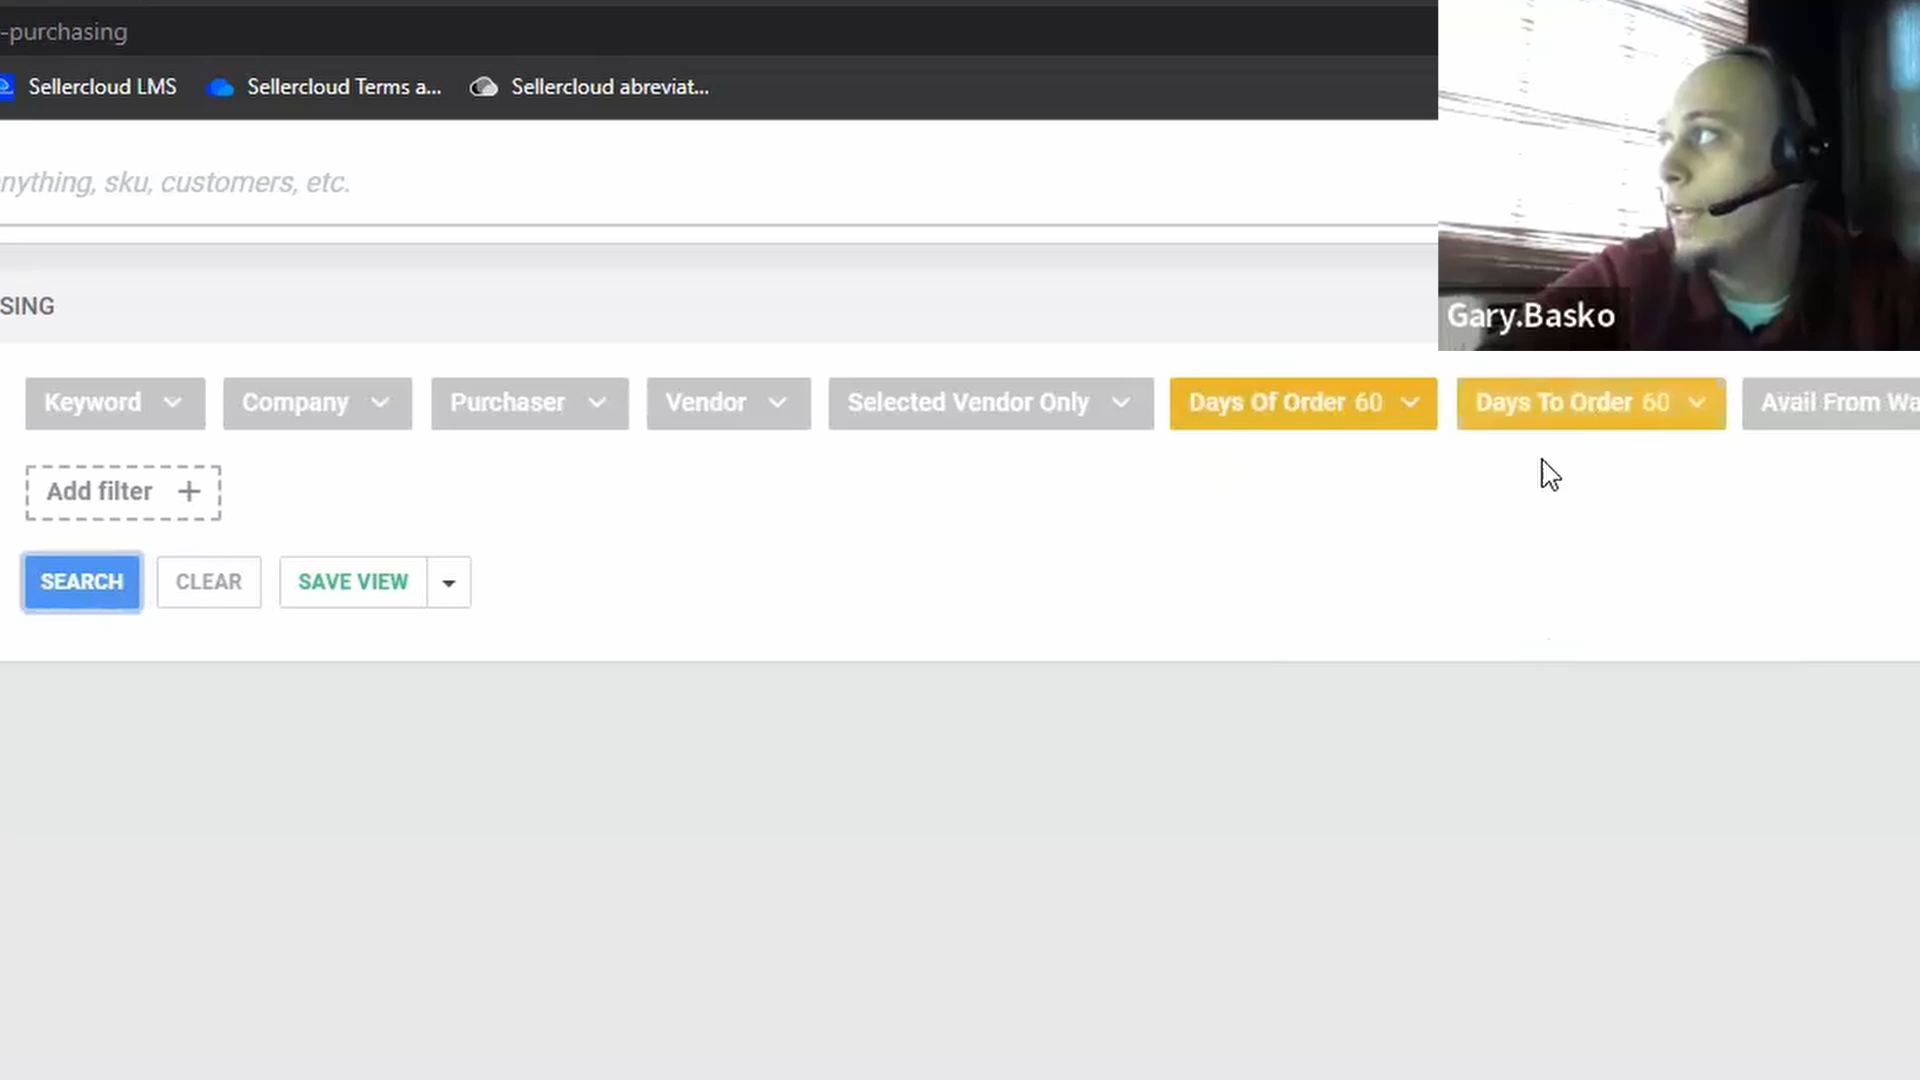 -purchasing
Sellercloud LMS Sellercloud Terms a... Sellercloud abreviat...
nything, sku, customers, etc.
SING
Gary.Basko
Keyword Company Purchaser Vendor Selected Vendor Only Days Of Order 60 Days To Order 60 Avail From Wa
Add filter +
SEARCH CLEAR SAVE VIEW